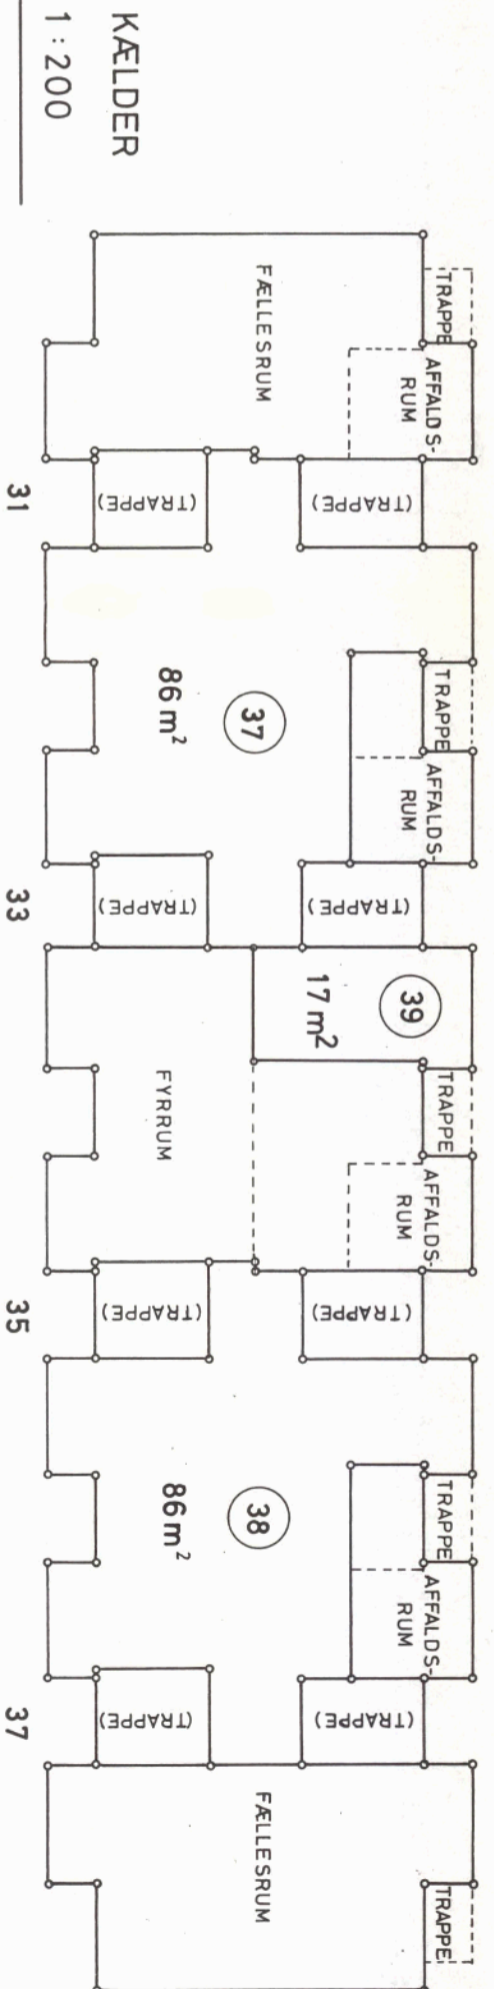 KÆLDER
1:200
TRAPPE
AFFALDS-
RUM
FÆLLESRUM
(TRAPPE)
(TRAPPE)
31
TRAPPE
AFFALDS-
RUM
37
86 m²
(TRAPPE)
(TRAPPE)
33
39
17 m²
TRAPPE
AFFALDS-
RUM
FYRRUM
(TRAPPE)
(TRAPPE)
35
TRAPPE
AFFALDS-
RUM
38
86 m²
(TRAPPE)
(TRAPPE)
37
TRAPPE
FÆLLESRUM